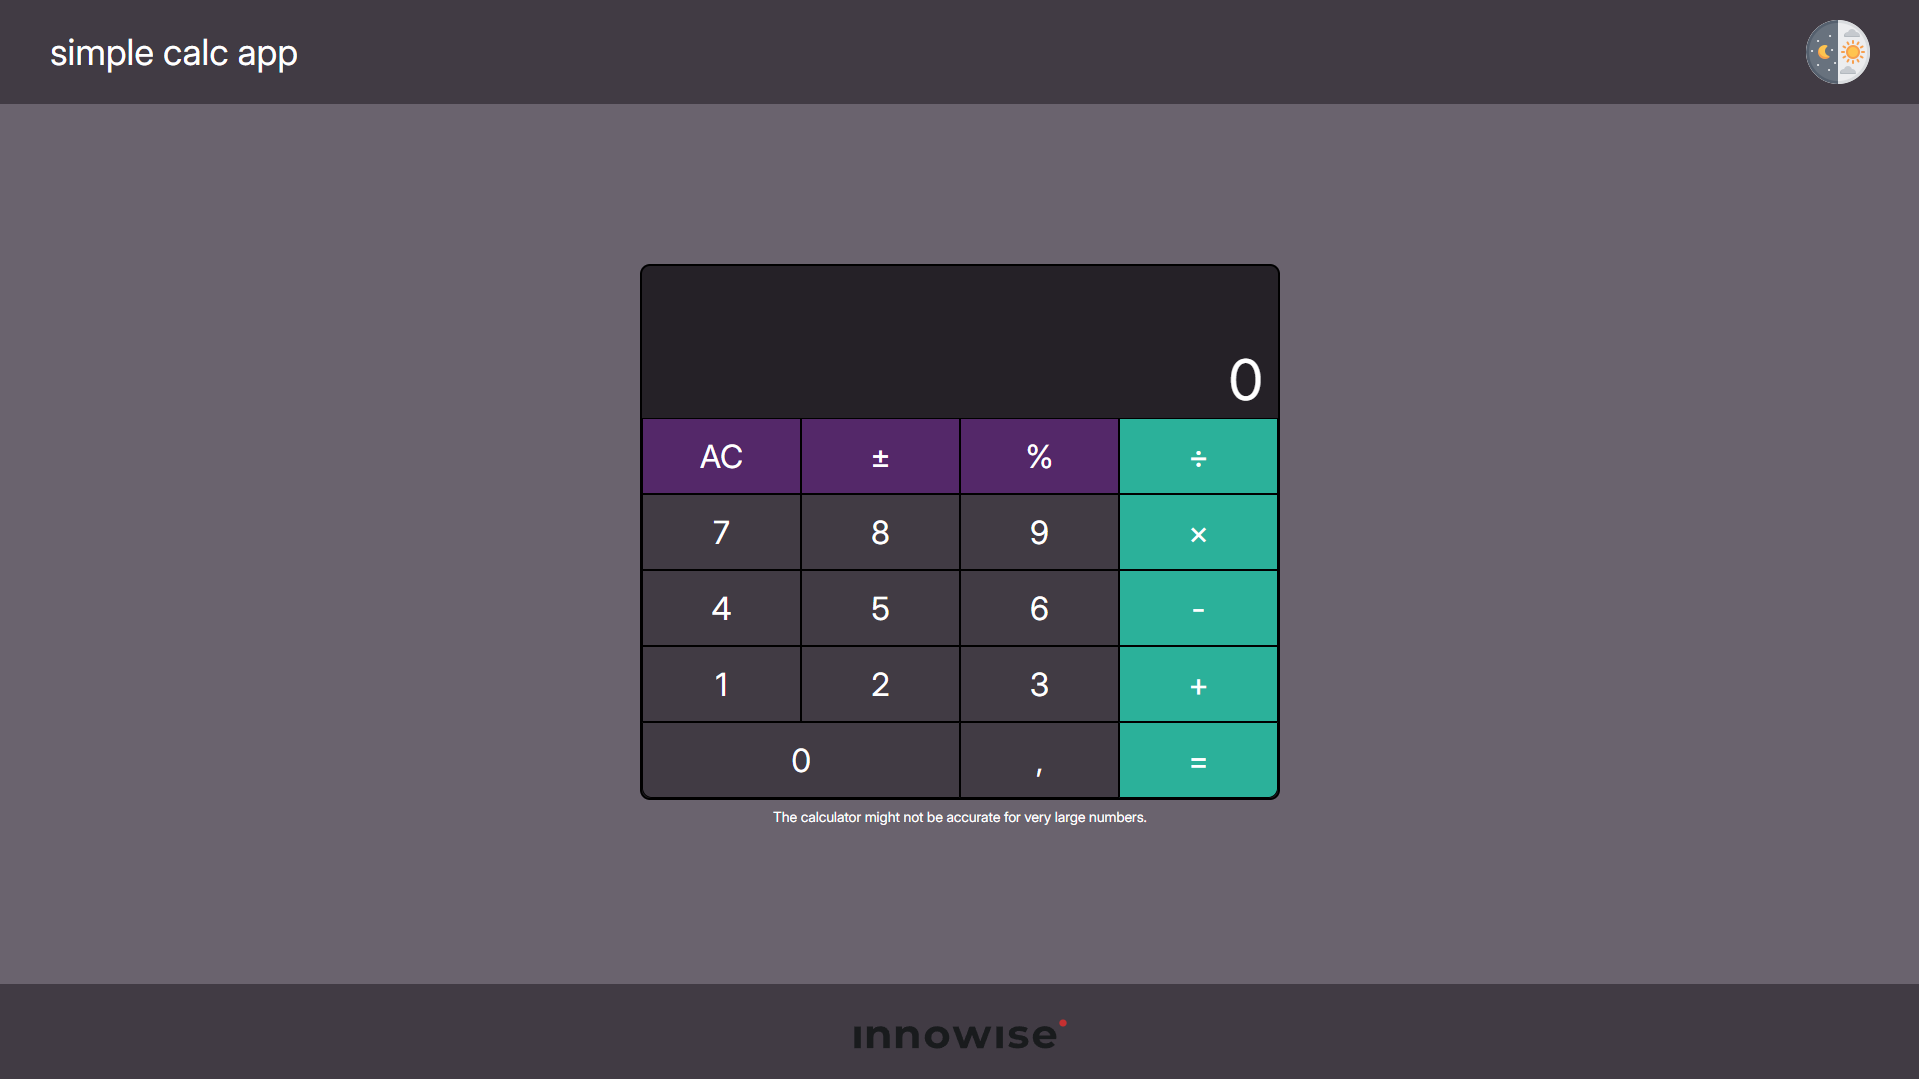 simple calc app
0
AC ± % ÷
7 8 9 ×
4 5 6 -
1 2 3 +
0 , =
The calculator might not be accurate for very large numbers.
ınnowıse